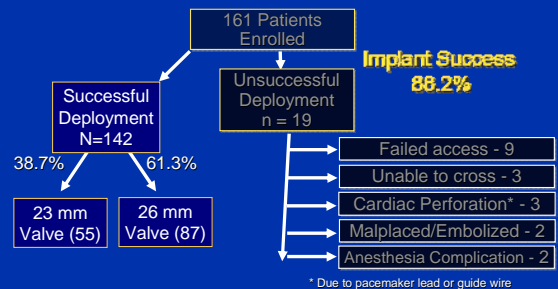 161 Patients
Enrolled
Implant Success
88.2%
Successful
Deployment
N=142
Unsuccessful
Deployment
n = 19
38.7%
61.3%
23 mm
Valve (55)
26 mm
Valve (87)
Failed access - 9
Unable to cross - 3
Cardiac Perforation* - 3
Malplaced/Embolized - 2
Anesthesia Complication - 2
* Due to pacemaker lead or guide wire